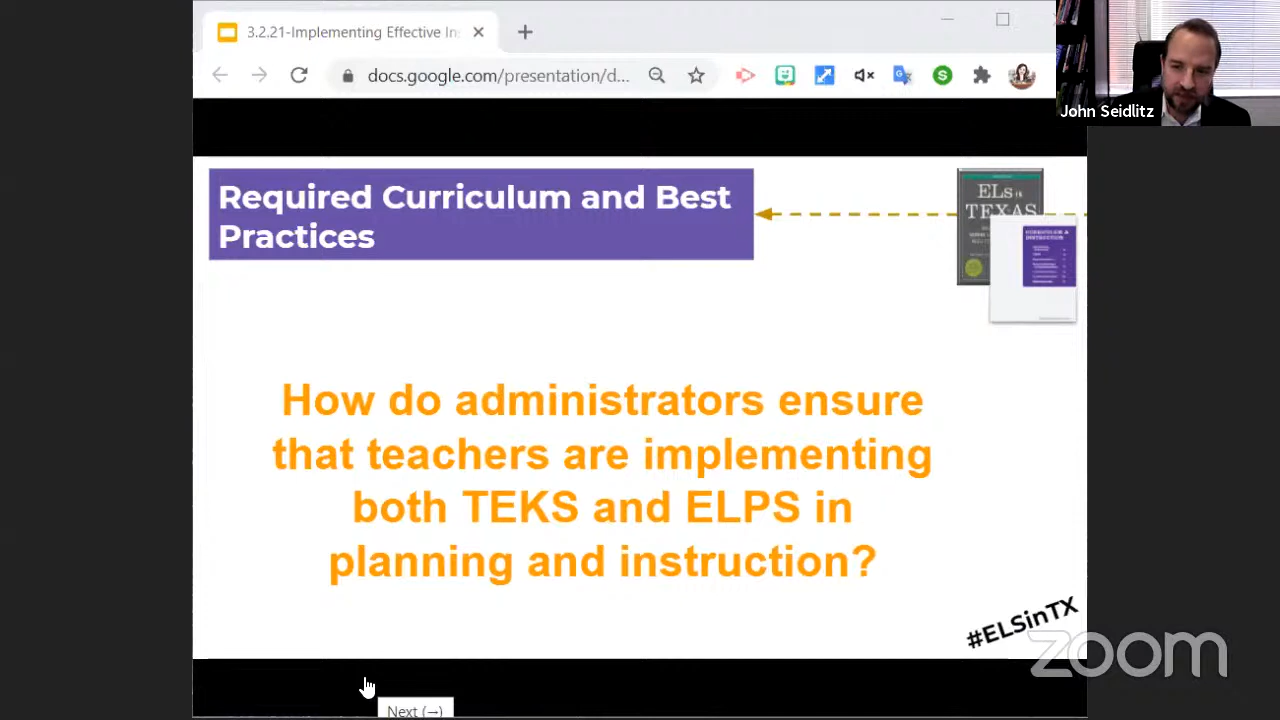 3.2.21-Implementing Effective In
docs.google.com/presentation/d...
John Seidlitz
Required Curriculum and Best
Practices
ELs in
TEXAS
CURRICULUM &
INSTRUCTION
How do administrators ensure
that teachers are implementing
both TEKS and ELPS in
planning and instruction?
#ELSinTX
zoom
Next (→)